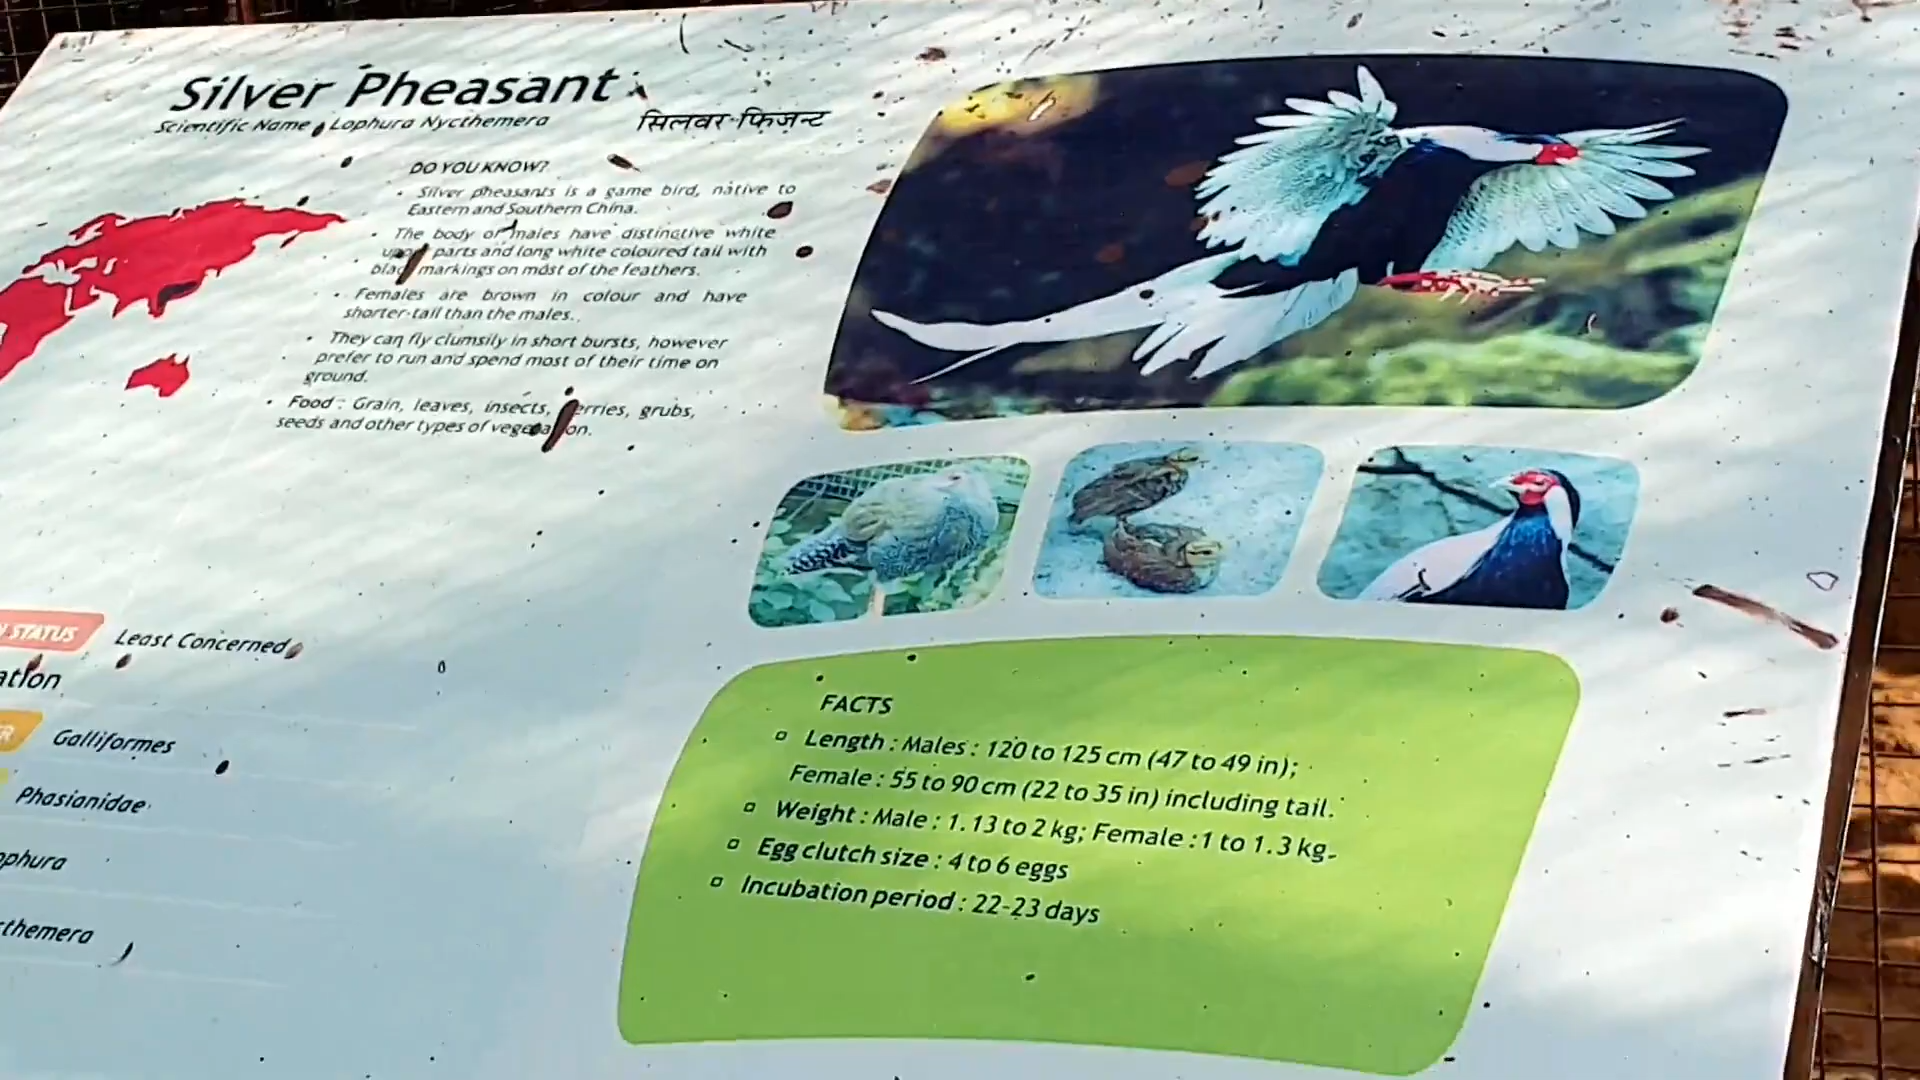 Silver Pheasant
Scientific Name Lophura Nycthemera
सिलवर फिजन्ट
DO YOU KNOW?
• Silver pheasants is a game bird, native to
Eastern and Southern China.
• The body of males have distinctive white
parts and long white coloured tail with
markings on most of the feathers.
• Females are brown in colour and have
shorter tail than the males.
• They can fly clumsily in short bursts, however
prefer to run and spend most of their time on
ground.
• Food : Grain, leaves, insects, erries, grubs,
seeds and other types of
STATUS
Least Concerned
Galliformes
Phasianidae
FACTS
Length : Males : 120 to 125 cm (47 to 49 in);
Female : 55 to 90 cm (22 to 35 in) including tail.
Weight : Male : 1.13 to 2 kg; Female : 1 to 1.3 kg.
Egg clutch size : 4 to 6 eggs
Incubation period : 22-23 days